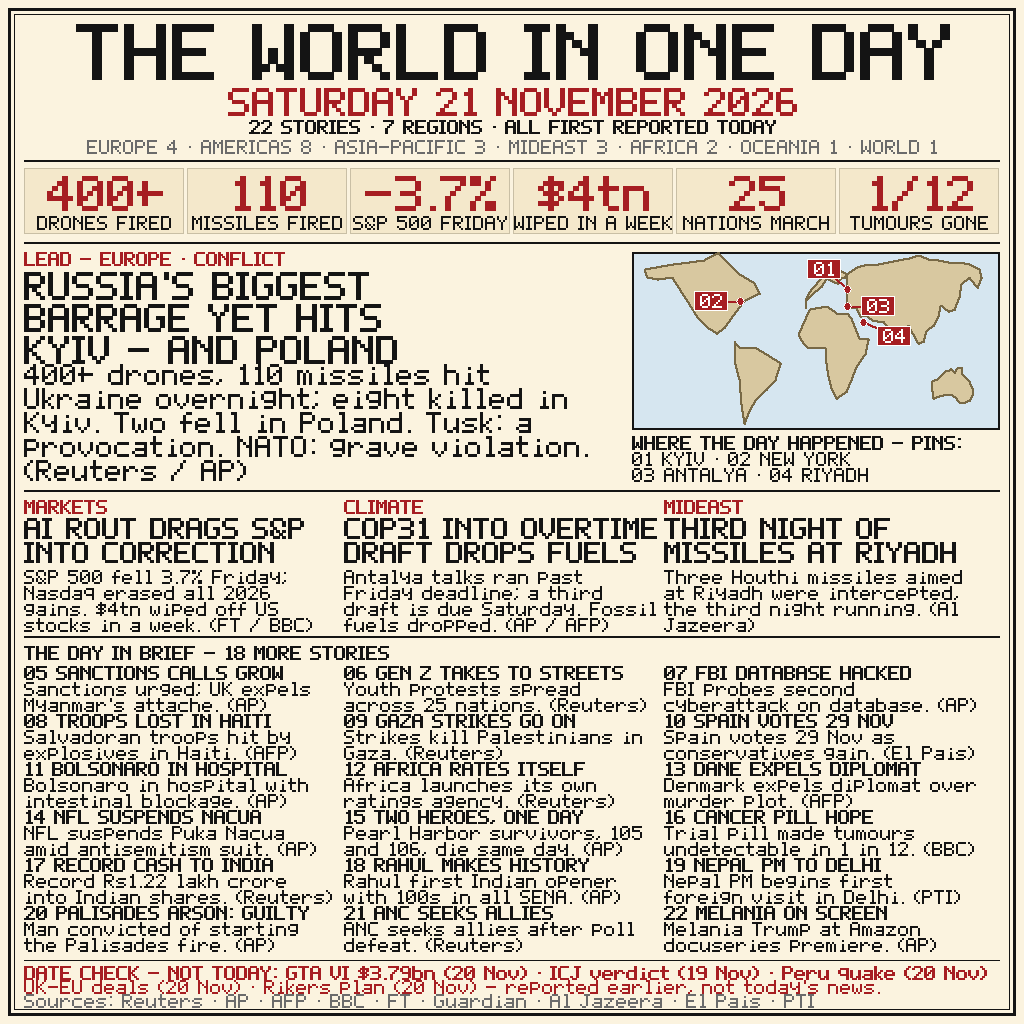 THE WORLD IN ONE DAY
SATURDAY 21 NOVEMBER 2026
22 STORIES · 7 REGIONS · ALL FIRST REPORTED TODAY
EUROPE 4 · AMERICAS 8 · ASIA-PACIFIC 3 · MIDEAST 3 · AFRICA 2 · OCEANIA 1 · WORLD 1
400+
DRONES FIRED
110
MISSILES FIRED
-3.7%
S&P 500 FRIDAY
$4tn
WIPED IN A WEEK
25
NATIONS MARCH
1/12
TUMOURS GONE
LEAD - EUROPE · CONFLICT
RUSSIA'S BIGGEST
BARRAGE YET HITS
KYIV - AND POLAND
400+ drones, 110 missiles hit
Ukraine overnight; eight killed in
Kyiv. Two fell in Poland. Tusk: a
provocation. NATO: grave violation.
(Reuters / AP)
01
02
03
04
WHERE THE DAY HAPPENED - PINS:
01 KYIV · 02 NEW YORK
03 ANTALYA · 04 RIYADH
MARKETS
AI ROUT DRAGS S&P
INTO CORRECTION
S&P 500 fell 3.7% Friday;
Nasdaq erased all 2026
gains. $4tn wiped off US
stocks in a week. (FT / BBC)
CLIMATE
COP31 INTO OVERTIME
DRAFT DROPS FUELS
Antalya talks ran past
Friday deadline; a third
draft is due Saturday. Fossil
fuels dropped. (AP / AFP)
MIDEAST
THIRD NIGHT OF
MISSILES AT RIYADH
Three Houthi missiles aimed
at Riyadh were intercepted,
the third night running. (Al
Jazeera)
THE DAY IN BRIEF - 18 MORE STORIES
05 SANCTIONS CALLS GROW
Sanctions urged; UK expels
Myanmar's attache. (AP)
06 GEN Z TAKES TO STREETS
Youth protests spread
across 25 nations. (Reuters)
07 FBI DATABASE HACKED
FBI probes second
cyberattack on database. (AP)
08 TROOPS LOST IN HAITI
Salvadoran troops hit by
explosives in Haiti. (AFP)
09 GAZA STRIKES GO ON
Strikes kill Palestinians in
Gaza. (Reuters)
10 SPAIN VOTES 29 NOV
Spain votes 29 Nov as
conservatives gain. (El Pais)
11 BOLSONARO IN HOSPITAL
Bolsonaro in hospital with
intestinal blockage. (AP)
12 AFRICA RATES ITSELF
Africa launches its own
ratings agency. (Reuters)
13 DANE EXPELS DIPLOMAT
Denmark expels diplomat over
murder plot. (AFP)
14 NFL SUSPENDS NACUA
NFL suspends Puka Nacua
amid antisemitism suit. (AP)
15 TWO HEROES, ONE DAY
Pearl Harbor survivors, 105
and 106, die same day. (AP)
16 CANCER PILL HOPE
Trial pill made tumours
undetectable in 1 in 12. (BBC)
17 RECORD CASH TO INDIA
Record Rs1.22 lakh crore
into Indian shares. (Reuters)
18 RAHUL MAKES HISTORY
Rahul first Indian opener
with 100s in all SENA. (AP)
19 NEPAL PM TO DELHI
Nepal PM begins first
foreign visit in Delhi. (PTI)
20 PALISADES ARSON: GUILTY
Man convicted of starting
the Palisades fire. (AP)
21 ANC SEEKS ALLIES
ANC seeks allies after poll
defeat. (Reuters)
22 MELANIA ON SCREEN
Melania Trump at Amazon
docuseries premiere. (AP)
DATE CHECK - NOT TODAY: GTA VI $3.79bn (20 Nov) · ICJ verdict (19 Nov) · Peru quake (20 Nov)
UK-EU deals (20 Nov) · Rikers plan (20 Nov) - reported earlier, not today's news.
Sources: Reuters · AP · AFP · BBC · FT · Guardian · Al Jazeera · El Pais · PTI